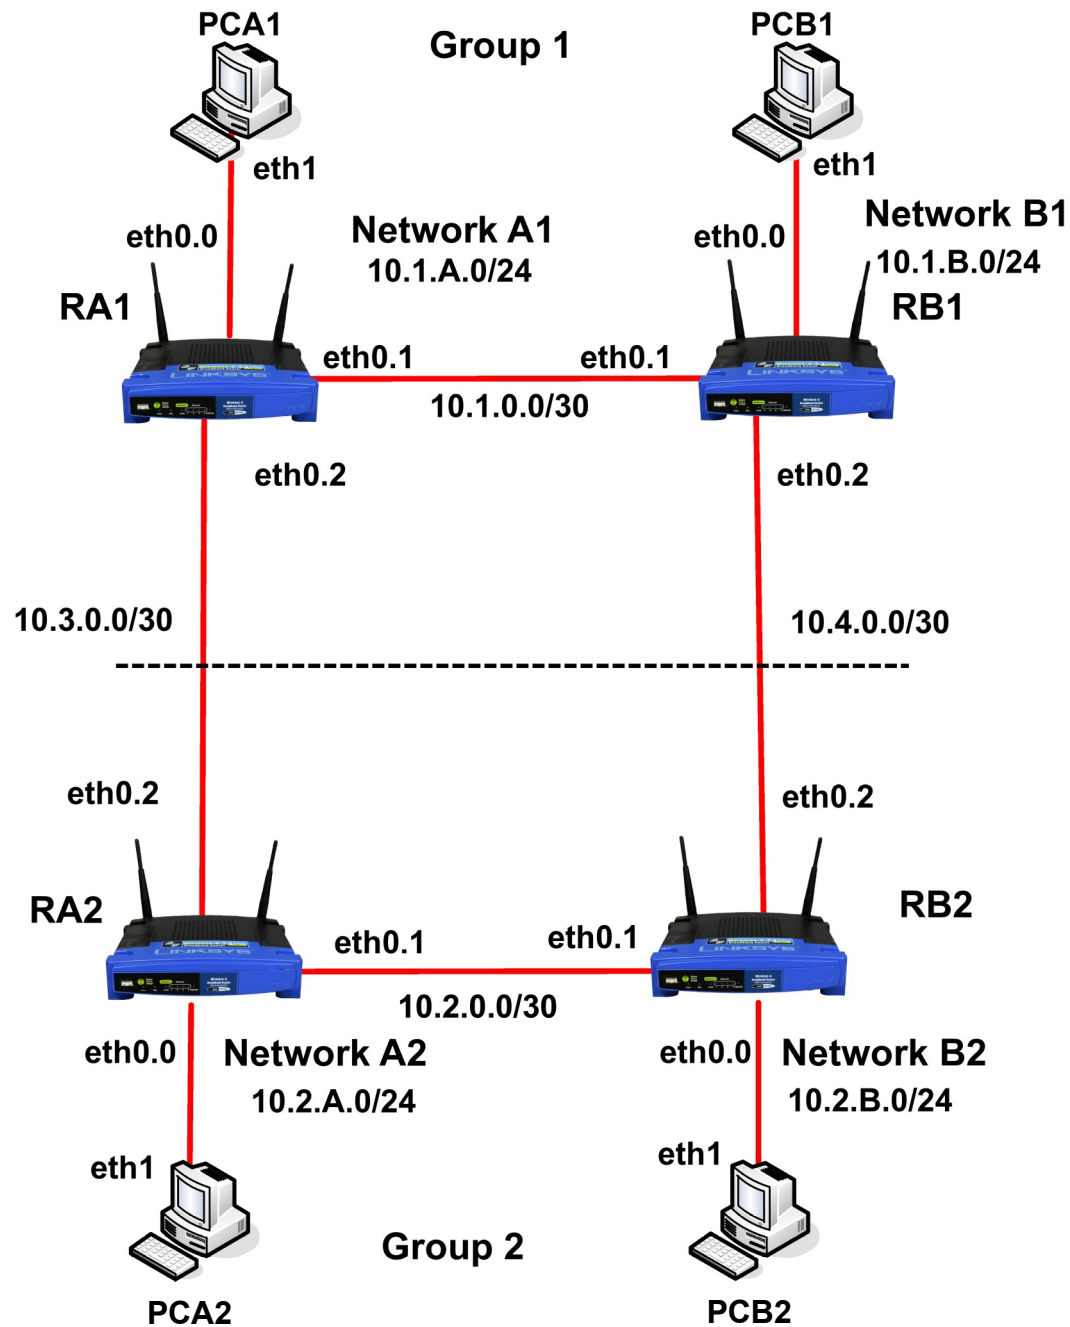 PCA1
Group 1
PCB1
eth1
eth1
eth0.0
Network A1
10.1.A.0/24
eth0.0
Network B1
10.1.B.0/24
RA1
RB1
LINKSYS
LINKSYS
eth0.1
eth0.1
10.1.0.0/30
eth0.2
eth0.2
10.3.0.0/30
10.4.0.0/30
eth0.2
eth0.2
RA2
RB2
LINKSYS
LINKSYS
eth0.1
eth0.1
10.2.0.0/30
eth0.0
Network A2
10.2.A.0/24
eth0.0
Network B2
10.2.B.0/24
eth1
eth1
Group 2
PCA2
PCB2